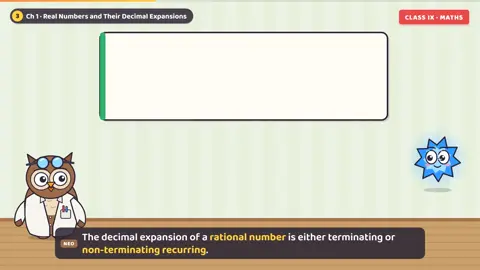 3 Ch 1 · Real Numbers and Their Decimal Expansions
CLASS IX · MATHS
NEO The decimal expansion of a rational number is either terminating or
non-terminating recurring.